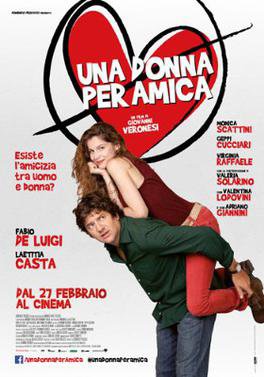 UNA DONNA
PER AMICA
UN FILM DI
GIOVANNI
VERONESI
MONICA
SCATTINI
GEPPI
CUCCIARI
VIRGINIA
RAFFAELE
VALERIA
SOLARINO
CON VALENTINA
LODOVINI
E CON ADRIANO
GIANNINI
Esiste
l'amicizia
tra uomo
e donna?
FABIO
DE LUIGI
LAETITIA
CASTA
DAL 27 FEBBRAIO
AL CINEMA
/unadonnaperamica
#unadonnaperamica